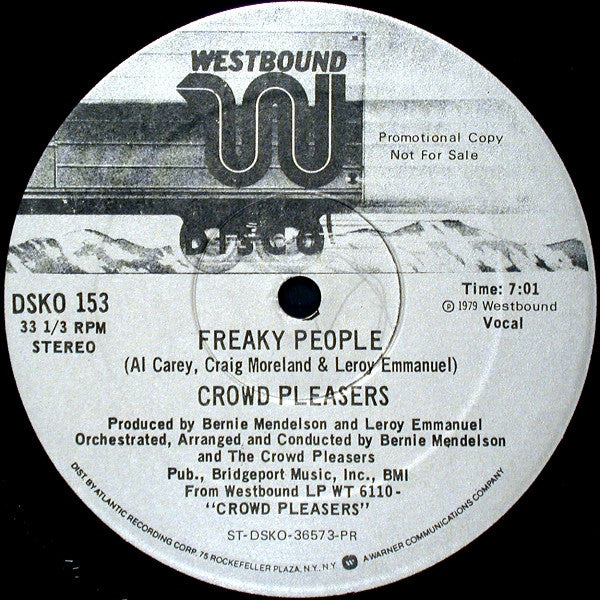 WESTBOUND
W
DISCO
Promotional Copy
Not For Sale
DSKO 153
33 1/3 RPM
STEREO
Time: 7:01
Ⓟ 1979 Westbound
Vocal
FREAKY PEOPLE
(Al Carey, Craig Moreland & Leroy Emmanuel)
CROWD PLEASERS
Produced by Bernie Mendelson and Leroy Emmanuel
Orchestrated, Arranged and Conducted by Bernie Mendelson
and The Crowd Pleasers
Pub., Bridgeport Music, Inc., BMI
From Westbound LP WT 6110-
"CROWD PLEASERS"
ST-DSKO-36573-PR
DIST. BY ATLANTIC RECORDING CORP. 75 ROCKEFELLER PLAZA, N.Y., N.Y. W A WARNER COMMUNICATIONS COMPANY